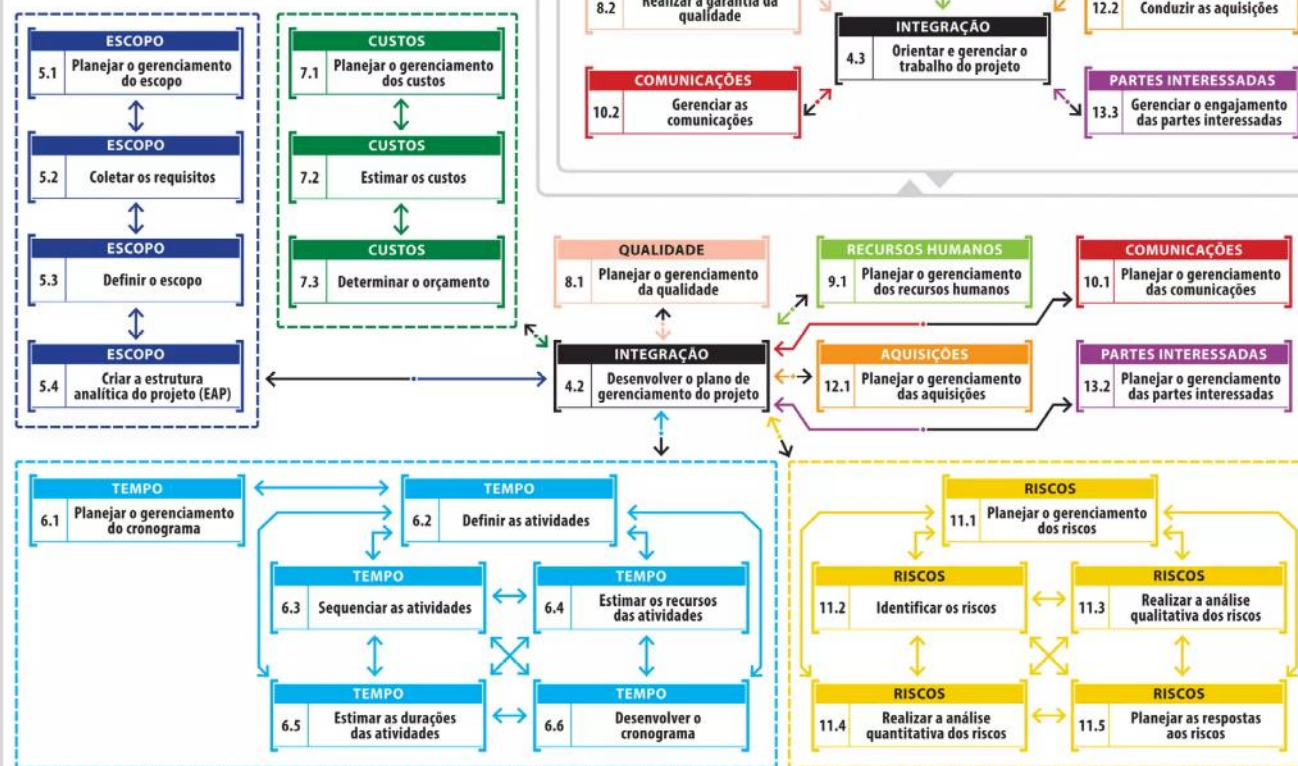 8.2
Realizar a garantia da
qualidade
12.2
Conduzir as aquisições
INTEGRAÇÃO
4.3
Orientar e gerenciar o
trabalho do projeto
COMUNICAÇÕES
10.2
Gerenciar as
comunicações
PARTES INTERESSADAS
13.3
Gerenciar o engajamento
das partes interessadas
ESCOPO
5.1
Planejar o gerenciamento
do escopo
ESCOPO
5.2
Coletar os requisitos
ESCOPO
5.3
Definir o escopo
ESCOPO
5.4
Criar a estrutura
analítica do projeto (EAP)
CUSTOS
7.1
Planejar o gerenciamento
dos custos
CUSTOS
7.2
Estimar os custos
CUSTOS
7.3
Determinar o orçamento
QUALIDADE
8.1
Planejar o gerenciamento
da qualidade
RECURSOS HUMANOS
9.1
Planejar o gerenciamento
dos recursos humanos
COMUNICAÇÕES
10.1
Planejar o gerenciamento
das comunicações
INTEGRAÇÃO
4.2
Desenvolver o plano de
gerenciamento do projeto
AQUISIÇÕES
12.1
Planejar o gerenciamento
das aquisições
PARTES INTERESSADAS
13.2
Planejar o gerenciamento
das partes interessadas
TEMPO
6.1
Planejar o gerenciamento
do cronograma
TEMPO
6.2
Definir as atividades
TEMPO
6.3
Sequenciar as atividades
TEMPO
6.4
Estimar os recursos
das atividades
TEMPO
6.5
Estimar as durações
das atividades
TEMPO
6.6
Desenvolver o
cronograma
RISCOS
11.1
Planejar o gerenciamento
dos riscos
RISCOS
11.2
Identificar os riscos
RISCOS
11.3
Realizar a análise
qualitativa dos riscos
RISCOS
11.4
Realizar a análise
quantitativa dos riscos
RISCOS
11.5
Planejar as respostas
aos riscos